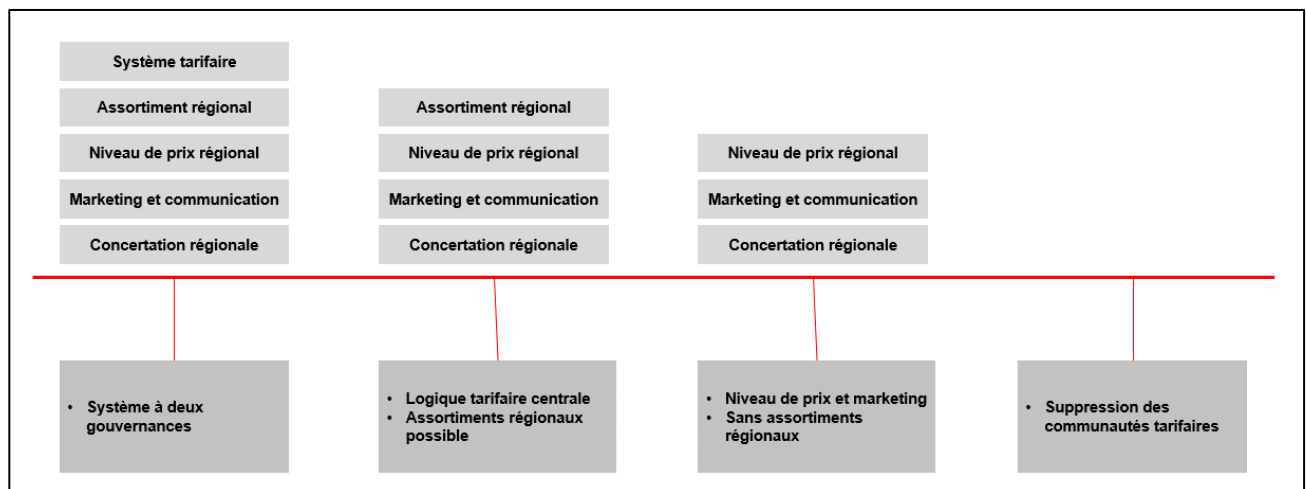 Système tarifaire
Assortiment régional
Niveau de prix régional
Marketing et communication
Concertation régionale
Assortiment régional
Niveau de prix régional
Marketing et communication
Concertation régionale
Niveau de prix régional
Marketing et communication
Concertation régionale
• Système à deux
gouvernances
• Logique tarifaire centrale
• Assortiments régionaux
possible
• Niveau de prix et marketing
• Sans assortiments
régionaux
• Suppression des
communautés tarifaires